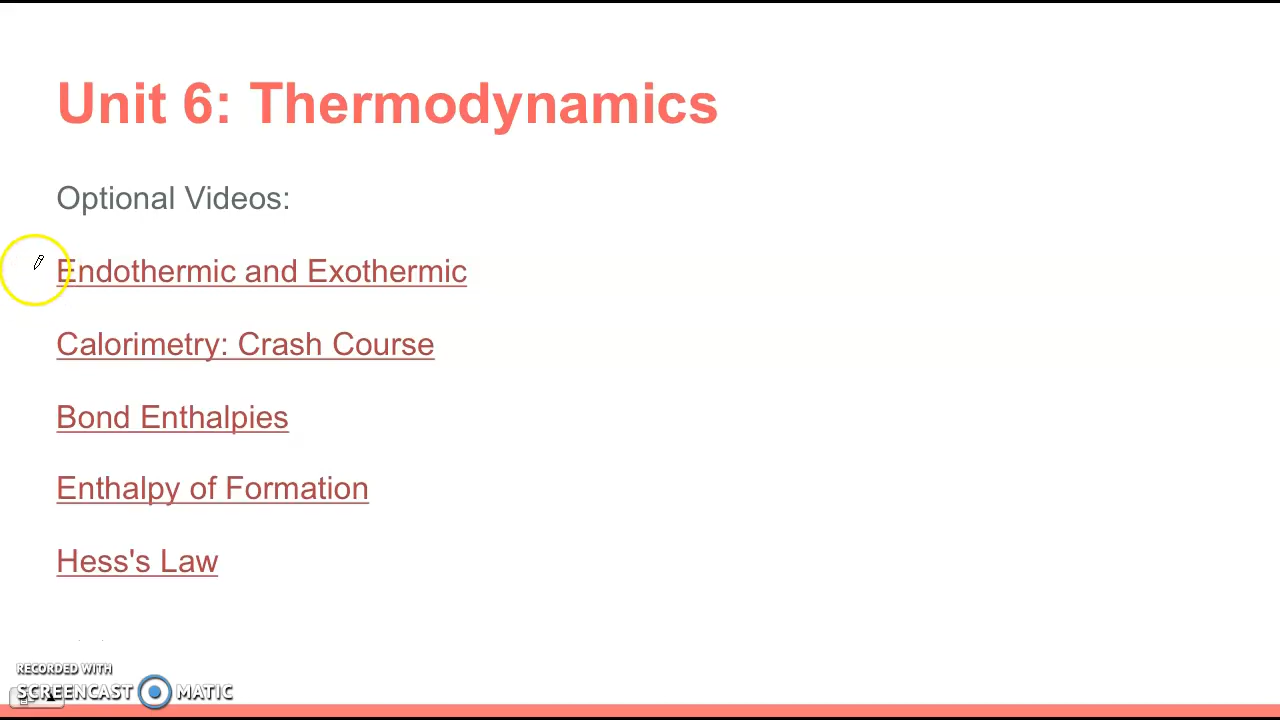 Unit 6: Thermodynamics
Optional Videos:
Endothermic and Exothermic
Calorimetry: Crash Course
Bond Enthalpies
Enthalpy of Formation
Hess's Law
RECORDED WITH
SCREENCAST MATIC